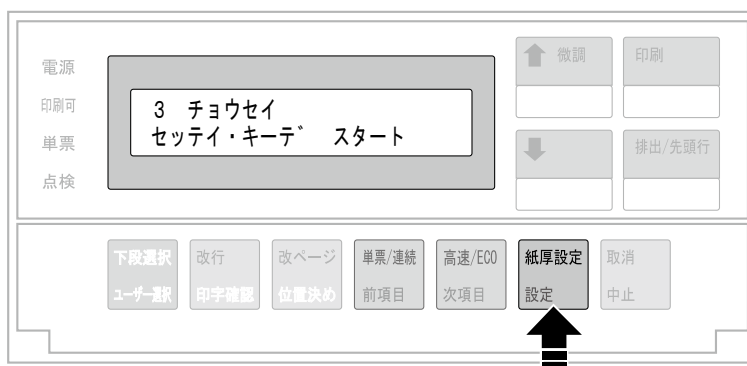 電源
印刷可
単票
点検
3 チョウセイ
セッテイ・キーデ゛ スタート
微調
印刷
排出/先頭行
下段選択
ユーザー選択
改行
印字確認
改ページ
位置決め
単票/連続
前項目
高速/ECO
次項目
紙厚設定
設定
取消
中止